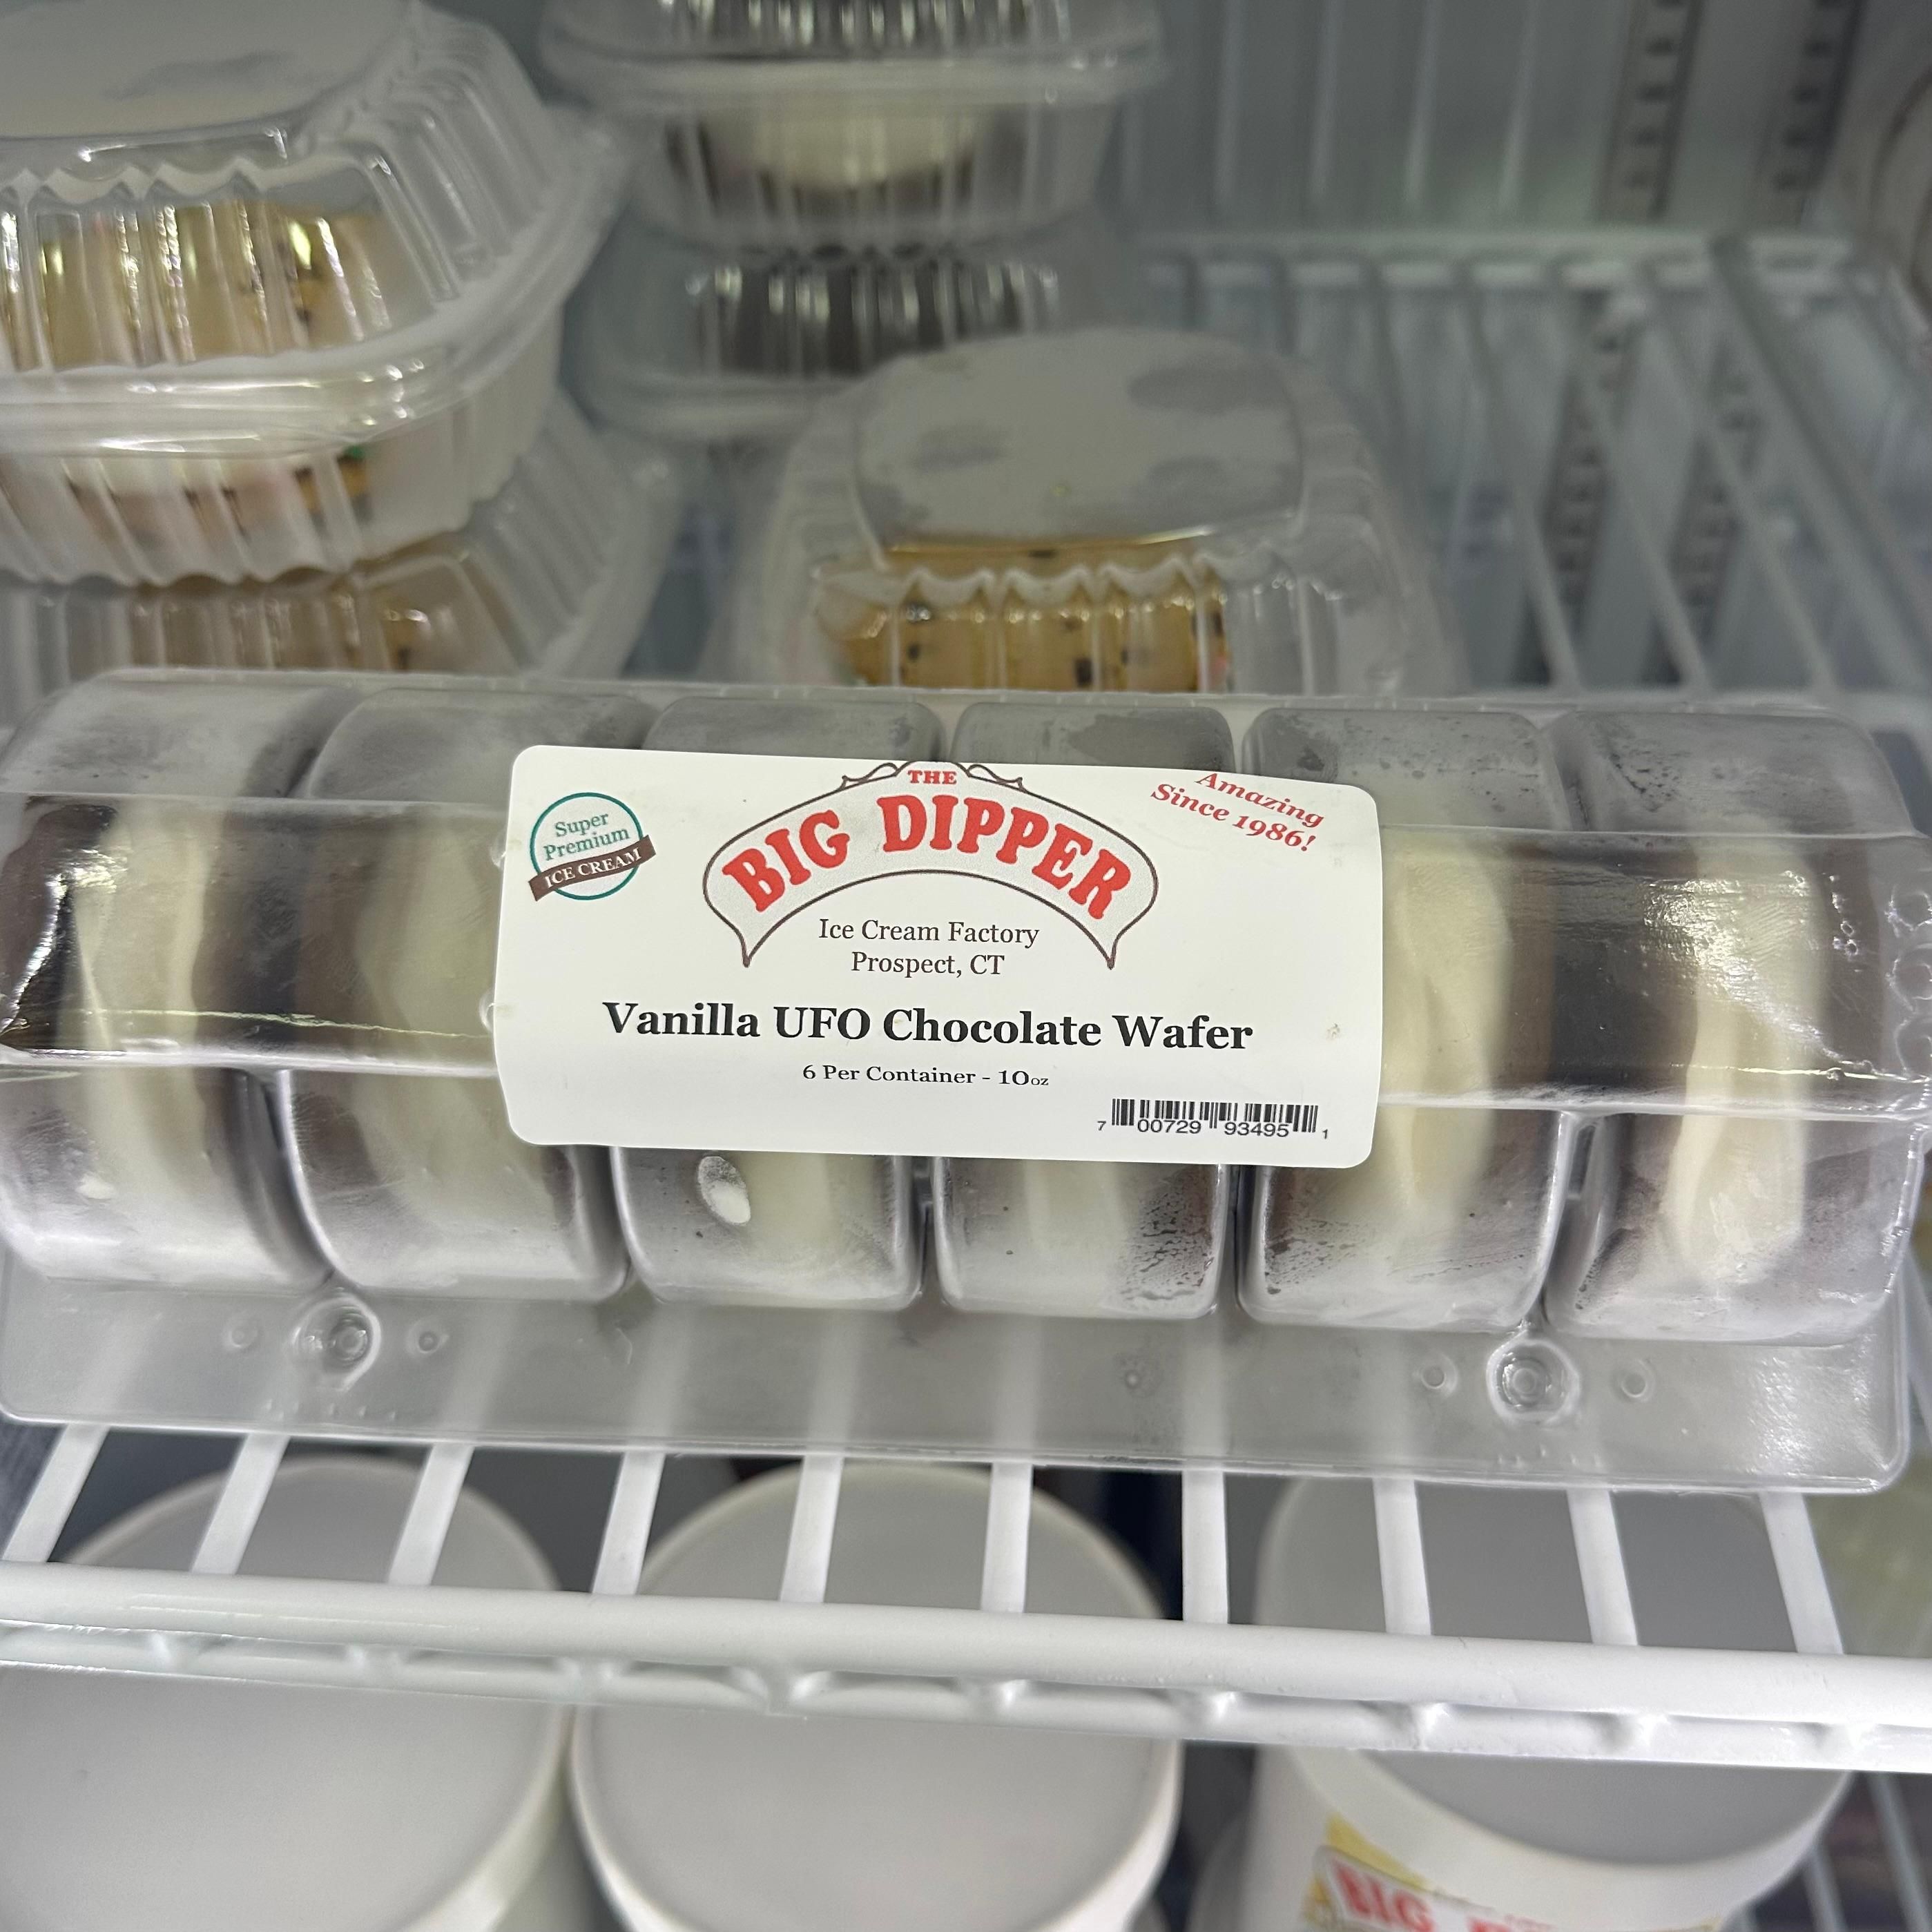 Super
Premium
ICE CREAM
THE
BIG DIPPER
Amazing
Since 1986!
Ice Cream Factory
Prospect, CT
Vanilla UFO Chocolate Wafer
6 Per Container - 10oz
7 00729 93495 1
BIG